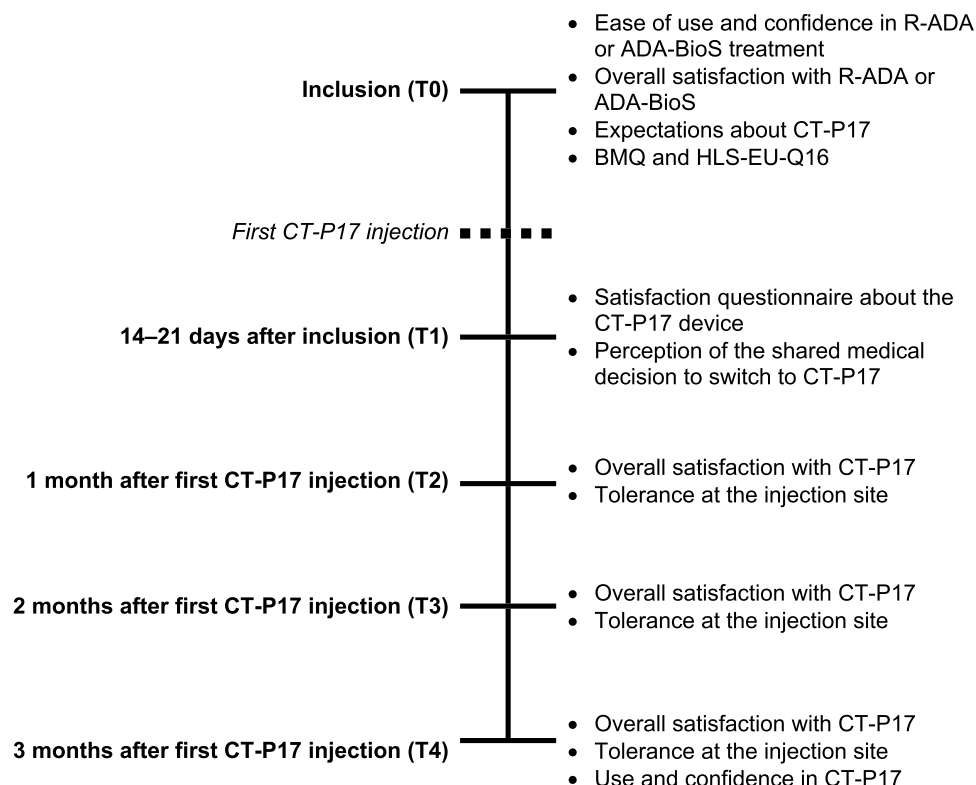 Inclusion (T0)
• Ease of use and confidence in R-ADA
or ADA-BioS treatment
• Overall satisfaction with R-ADA or
ADA-BioS
• Expectations about CT-P17
• BMQ and HLS-EU-Q16
First CT-P17 injection
14–21 days after inclusion (T1)
• Satisfaction questionnaire about the
CT-P17 device
• Perception of the shared medical
decision to switch to CT-P17
1 month after first CT-P17 injection (T2)
• Overall satisfaction with CT-P17
• Tolerance at the injection site
2 months after first CT-P17 injection (T3)
• Overall satisfaction with CT-P17
• Tolerance at the injection site
3 months after first CT-P17 injection (T4)
• Overall satisfaction with CT-P17
• Tolerance at the injection site
• Use and confidence in CT-P17